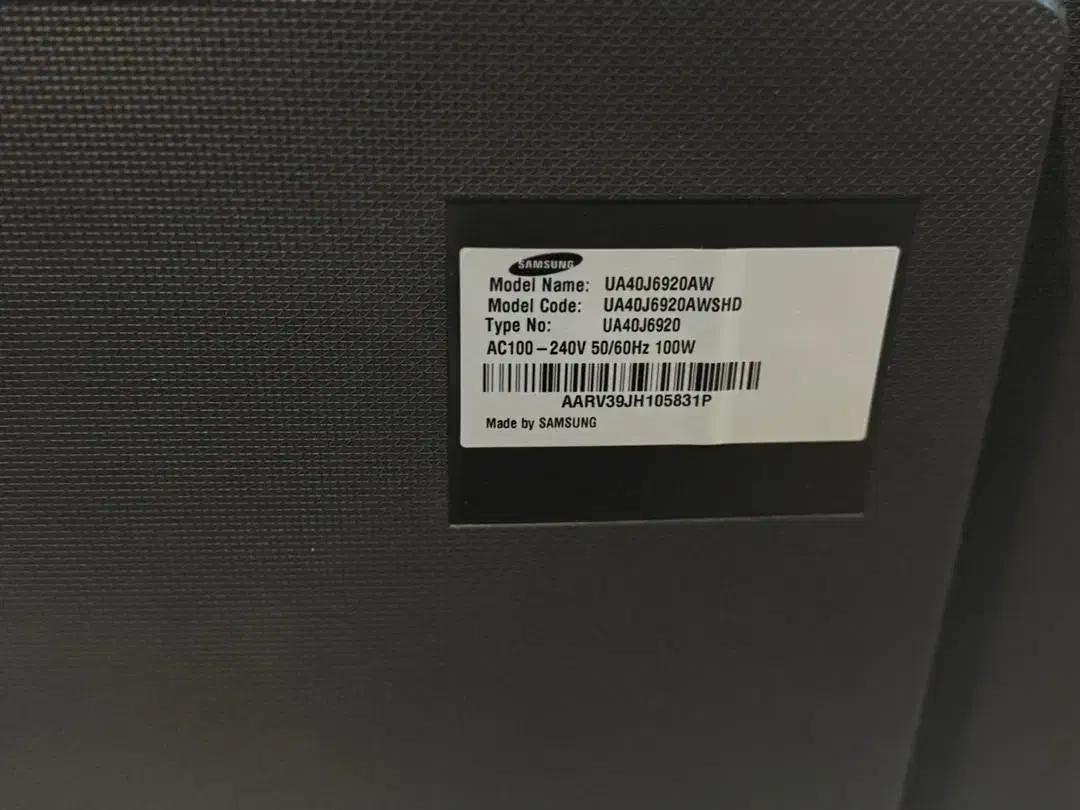 SAMSUNG
Model Name: UA40J6920AW
Model Code: UA40J6920AWSHD
Type No: UA40J6920
AC100-240V 50/60Hz 100W
AARV39JH105831P
Made by SAMSUNG